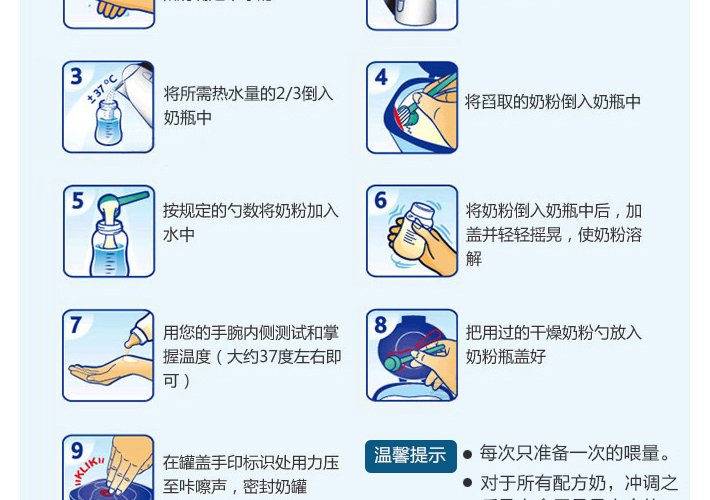 3
±37°C
将所需热水量的2/3倒入
奶瓶中
4
将舀取的奶粉倒入奶瓶中
5
按规定的勺数将奶粉加入
水中
6
将奶粉倒入奶瓶中后，加
盖并轻轻摇晃，使奶粉溶
解
7
用您的手腕内侧测试和掌
握温度（大约37度左右即
可）
8
把用过的干燥奶粉勺放入
奶粉瓶盖好
9
KLIK
在罐盖手印标识处用力压
至咔嚓声，密封奶罐
温馨提示
● 每次只准备一次的喂量。
● 对于所有配方奶，冲调之